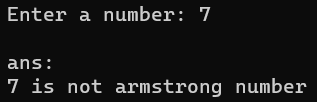 Enter a number: 7
ans:
7 is not armstrong number